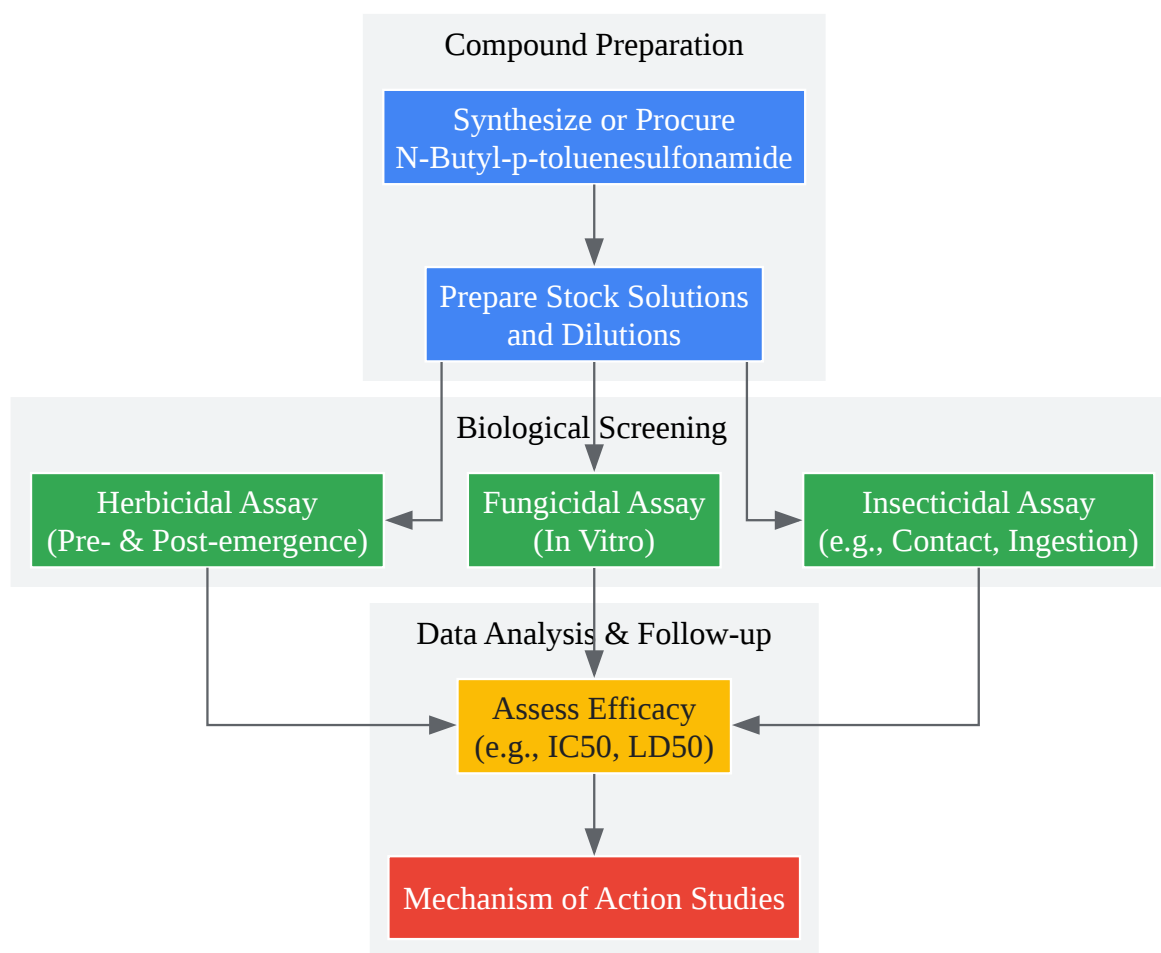 Compound Preparation
Synthesize or Procure
N-Butyl-p-toluenesulfonamide
Prepare Stock Solutions
and Dilutions
Biological Screening
Herbicidal Assay
(Pre- & Post-emergence)
Fungicidal Assay
(In Vitro)
Insecticidal Assay
(e.g., Contact, Ingestion)
Data Analysis & Follow-up
Assess Efficacy
(e.g., IC50, LD50)
Mechanism of Action Studies